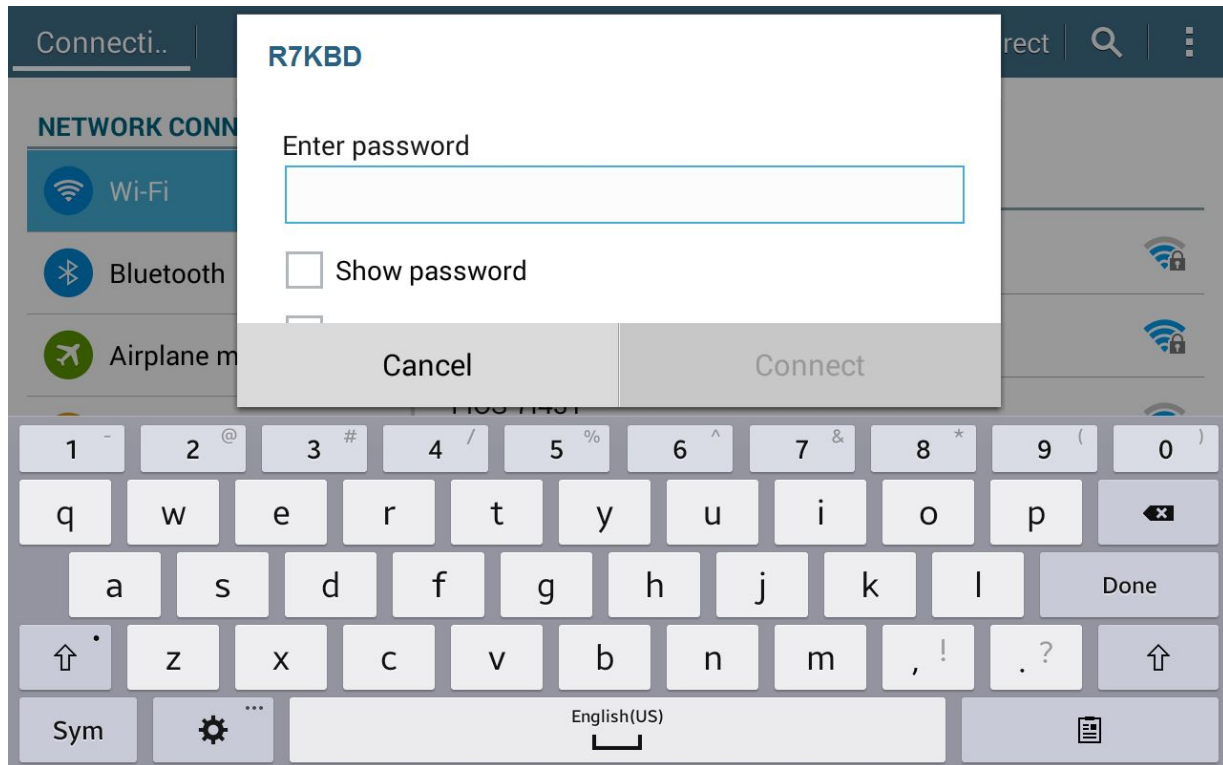 Connecti..
rect
R7KBD
NETWORK CONN
Enter password
Wi-Fi
Bluetooth
Show password
Airplane m
Cancel
Connect
1 - 2 @ 3 # 4 / 5 % 6 ^ 7 & 8 * 9 ( 0 )
q w e r t y u i o p
a s d f g h j k l Done
z x c v b n m , ! . ?
Sym English(US)